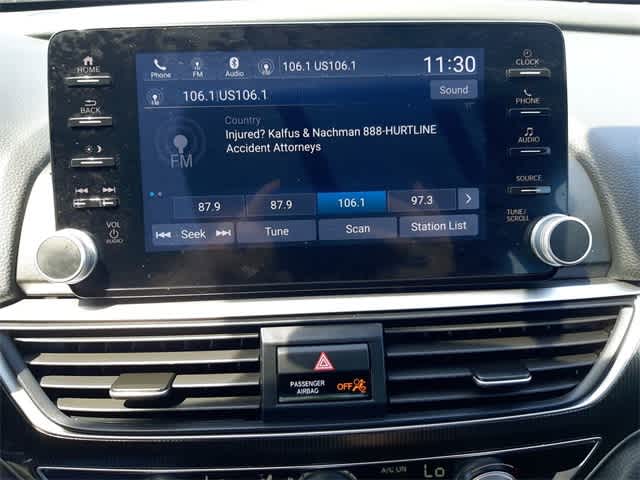 HOME
BACK
VOL
AUDIO
Phone
FM
Audio
106.1 US106.1
11:30
FM
106.1 US106.1
Sound
Country
Injured? Kalfus & Nachman 888-HURTLINE
Accident Attorneys
FM
87.9
87.9
106.1
97.3
Seek
Tune
Scan
Station List
CLOCK
PHONE
AUDIO
SOURCE
TUNE/
SCROLL
PASSENGER
AIRBAG
OFF
A/C ON
Lo